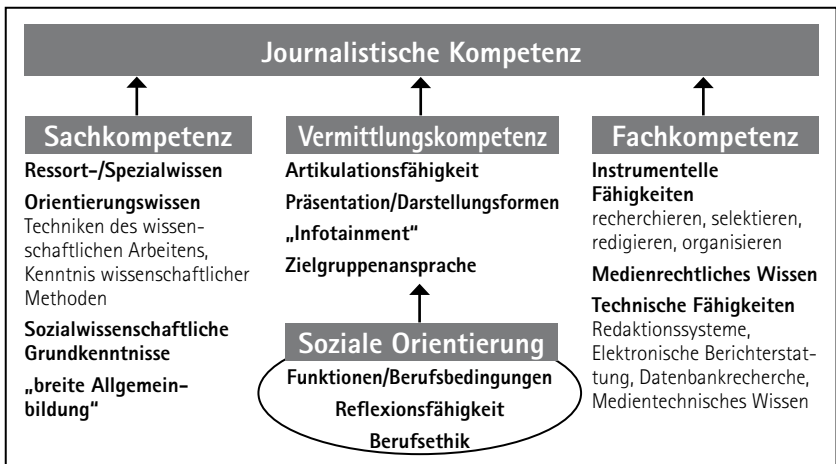 Journalistische Kompetenz
Sachkompetenz
Ressort-/Spezialwissen
Orientierungswissen
Techniken des wissen-
schaftlichen Arbeitens,
Kenntnis wissenschaftlicher
Methoden
Sozialwissenschaftliche
Grundkenntnisse
„breite Allgemein-
bildung“
Vermittlungskompetenz
Artikulationsfähigkeit
Präsentation/Darstellungsformen
„Infotainment“
Zielgruppenansprache
Soziale Orientierung
Funktionen/Berufsbedingungen
Reflexionsfähigkeit
Berufsethik
Fachkompetenz
Instrumentelle
Fähigkeiten
recherchieren, selektieren,
redigieren, organisieren
Medienrechtliches Wissen
Technische Fähigkeiten
Redaktionssysteme,
Elektronische Berichterstat-
tung, Datenbankrecherche,
Medientechnisches Wissen